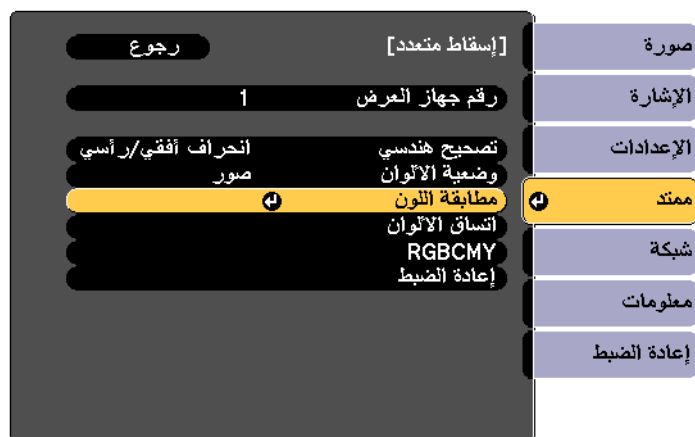 صورة
الإشارة
الإعدادات
ممتد
شبكة
معلومات
إعادة الضبط
[إسقاط متعدد] رجوع
رقم جهاز العرض 1
تصحيح هندسي انحراف أفقي/رأسي
وضعية الألوان صور
مطابقة اللون
اتساق الألوان
RGBCMY
إعادة الضبط